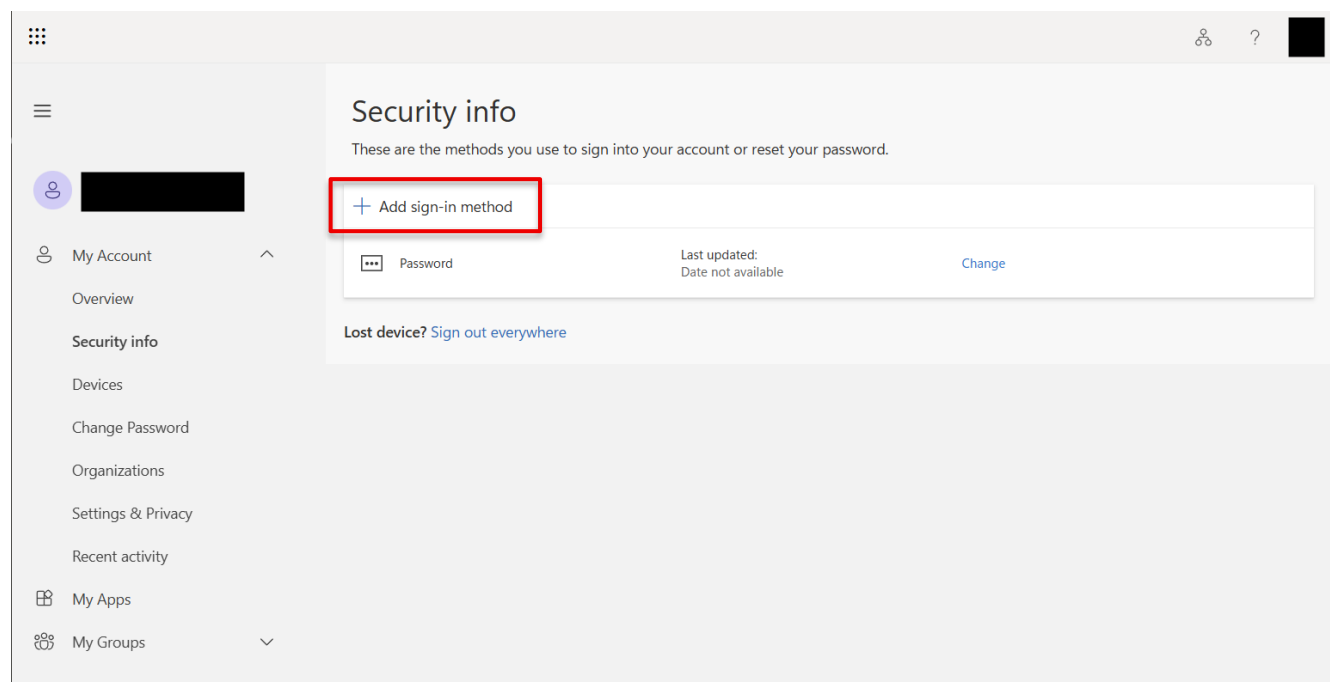 ?
Security info
These are the methods you use to sign into your account or reset your password.
Add sign-in method
Password
Last updated:
Date not available
Change
Lost device? Sign out everywhere
My Account
Overview
Security info
Devices
Change Password
Organizations
Settings & Privacy
Recent activity
My Apps
My Groups